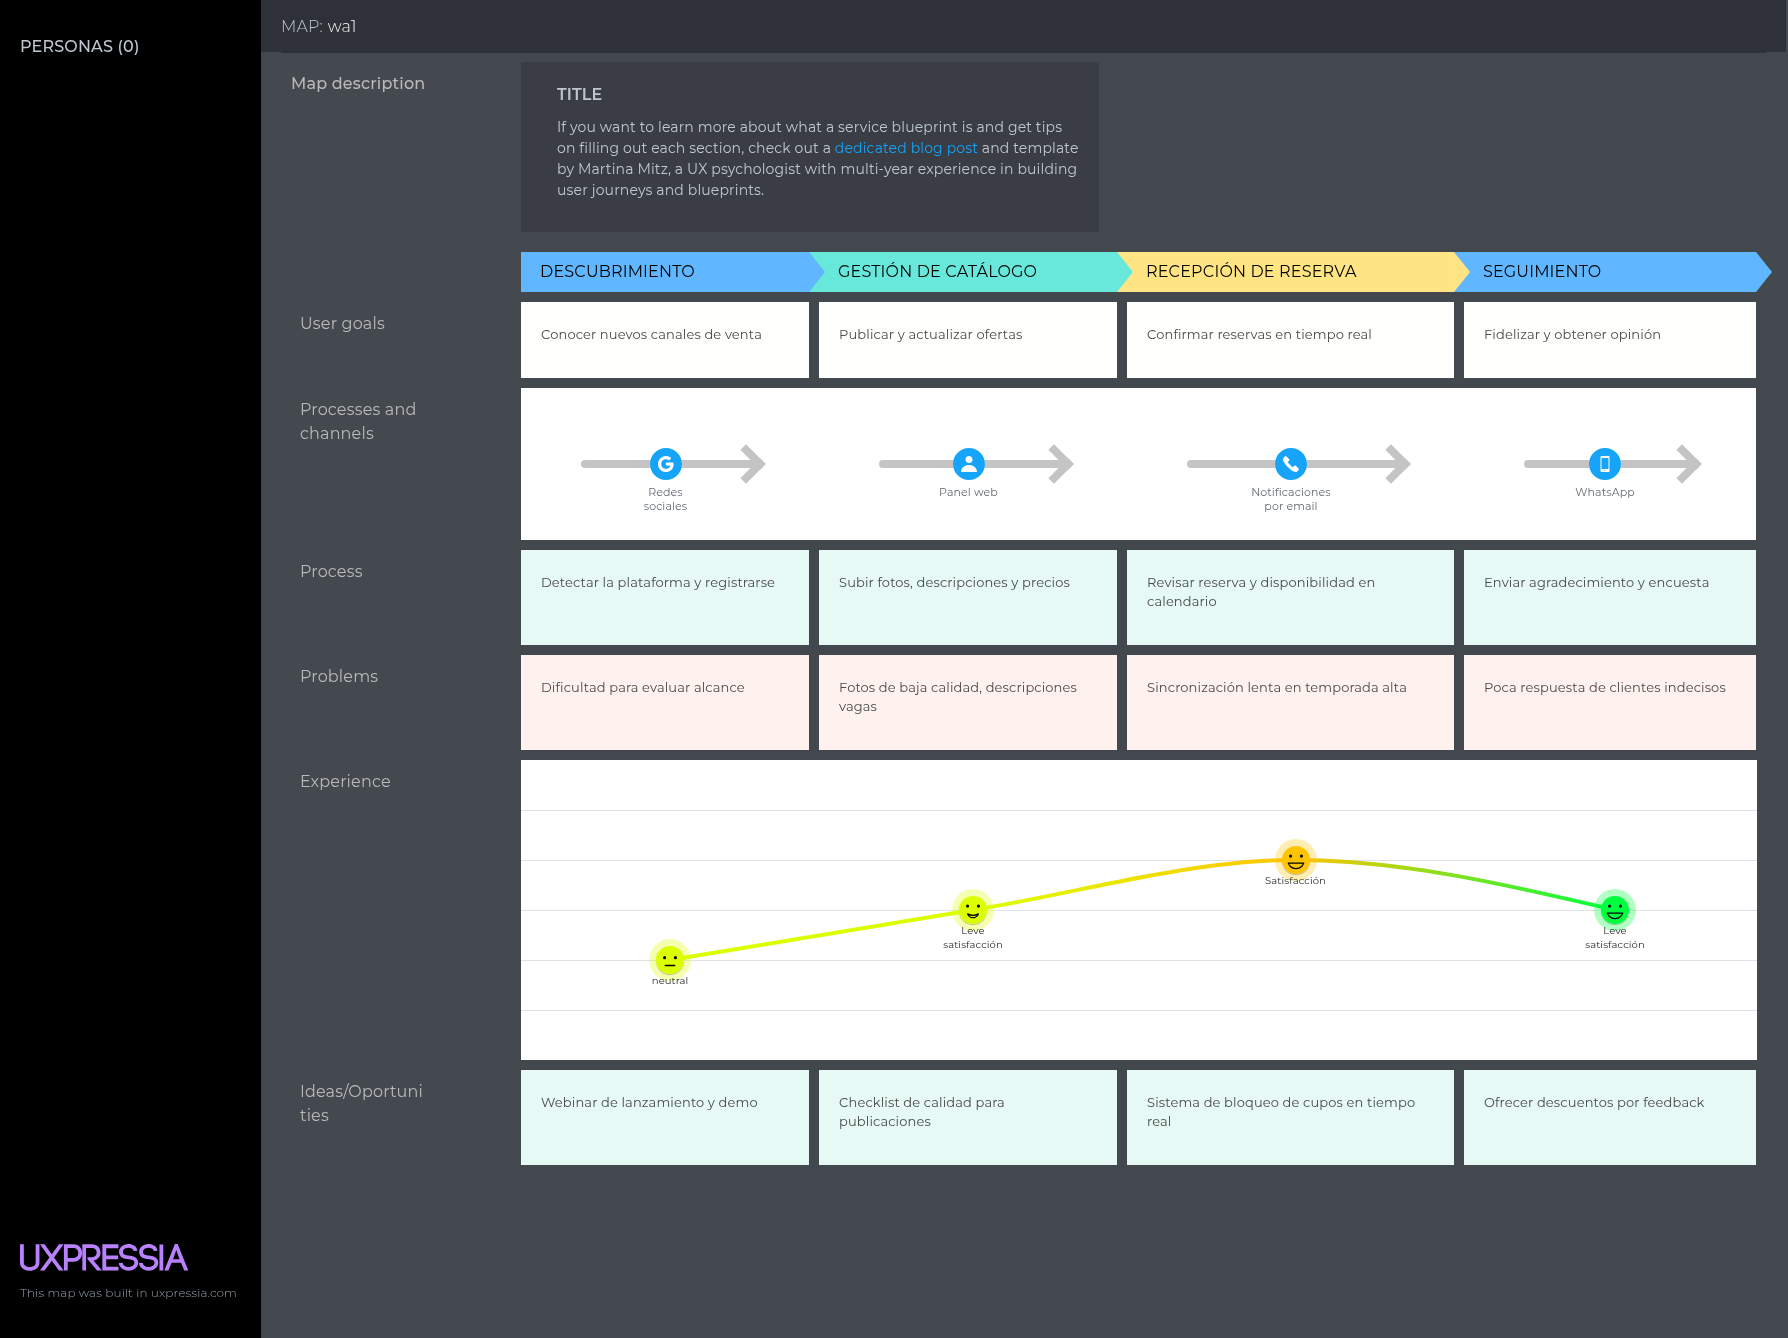 PERSONAS (0)
MAP: wa1
Map description
TITLE
If you want to learn more about what a service blueprint is and get tips
on filling out each section, check out a dedicated blog post and template
by Martina Mitz, a UX psychologist with multi-year experience in building
user journeys and blueprints.
DESCUBRIMIENTO
GESTIÓN DE CATÁLOGO
RECEPCIÓN DE RESERVA
SEGUIMIENTO
User goals
Conocer nuevos canales de venta
Publicar y actualizar ofertas
Confirmar reservas en tiempo real
Fidelizar y obtener opinión
Processes and
channels
Redes
sociales
Panel web
Notificaciones
por email
WhatsApp
Process
Detectar la plataforma y registrarse
Subir fotos, descripciones y precios
Revisar reserva y disponibilidad en
calendario
Enviar agradecimiento y encuesta
Problems
Dificultad para evaluar alcance
Fotos de baja calidad, descripciones
vagas
Sincronización lenta en temporada alta
Poca respuesta de clientes indecisos
Experience
neutral
Leve
satisfacción
Satisfacción
Leve
satisfacción
Ideas/Oportuni
ties
Webinar de lanzamiento y demo
Checklist de calidad para
publicaciones
Sistema de bloqueo de cupos en tiempo
real
Ofrecer descuentos por feedback
UXPRESSIA
This map was built in uxpressia.com